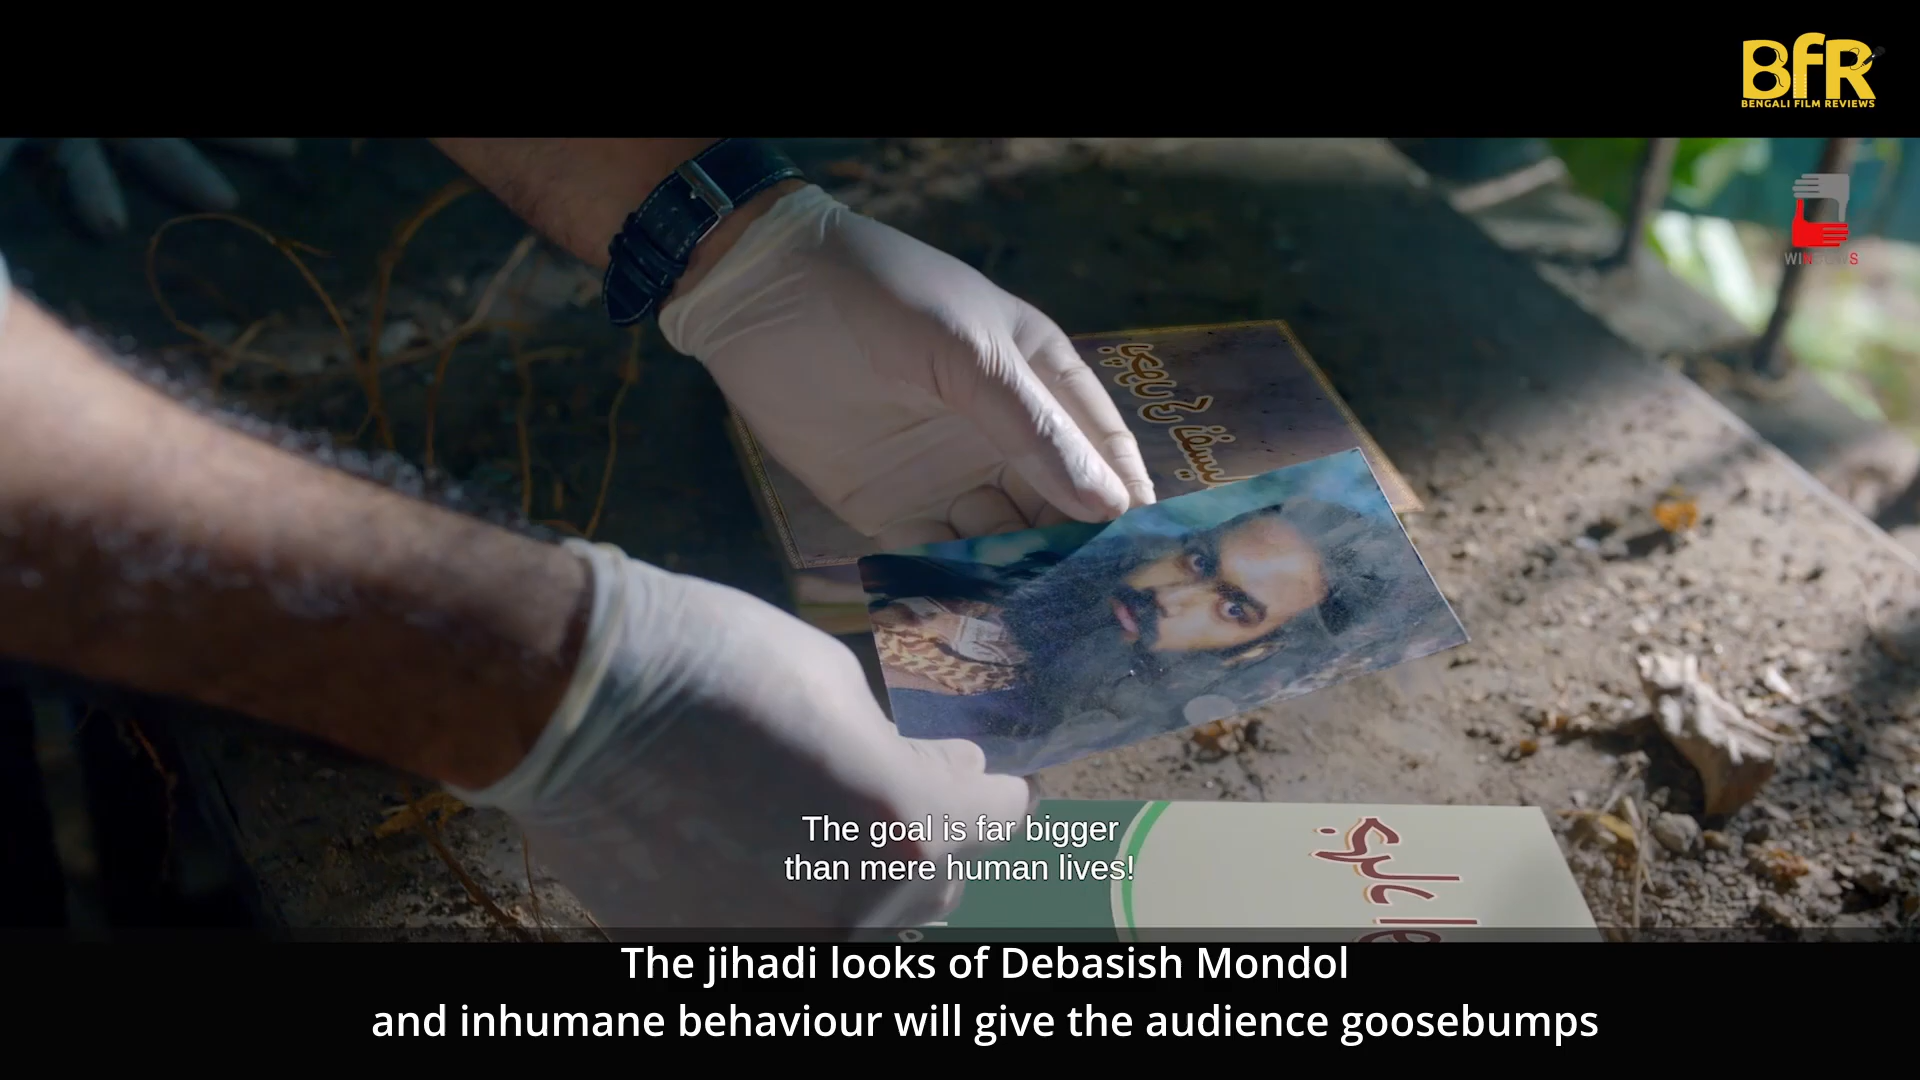 BfR
BENGALI FILM REVIEWS
WINDOWS
The goal is far bigger
than mere human lives!
The jihadi looks of Debasish Mondol
and inhumane behaviour will give the audience goosebumps